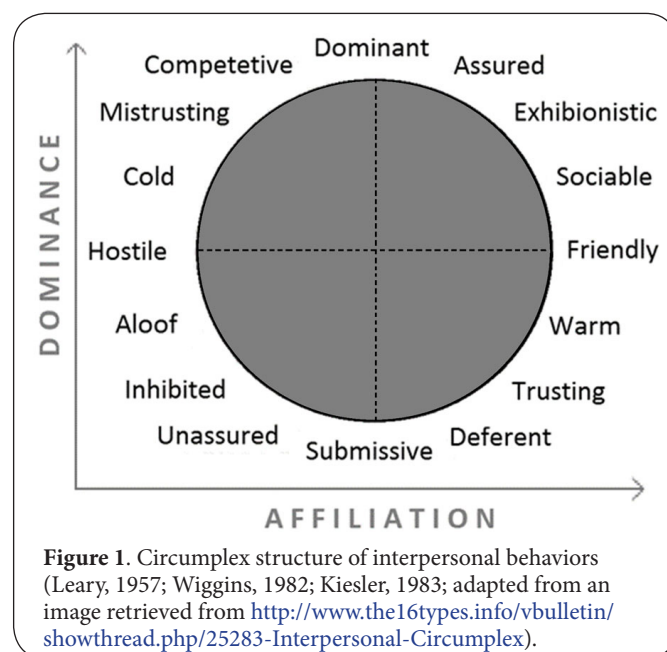 Dominant
Competetive
Assured
Mistrusting
Exhibionistic
Cold
Sociable
Hostile
Friendly
Aloof
Warm
Inhibited
Trusting
Unassured
Deferent
Submissive
DOMINANCE
AFFILIATION
Figure 1. Circumplex structure of interpersonal behaviors
(Leary, 1957; Wiggins, 1982; Kiesler, 1983; adapted from an
image retrieved from http://www.the16types.info/vbulletin/
showthread.php/25283-Interpersonal-Circumplex).